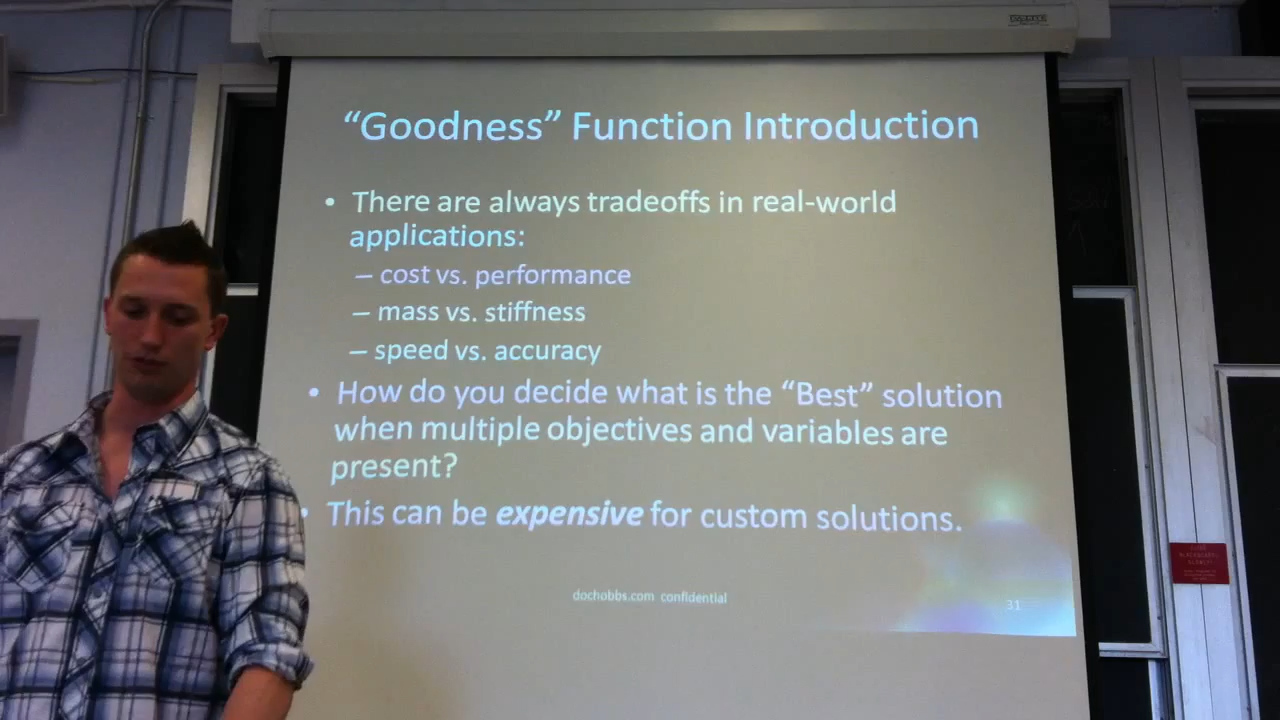 “Goodness” Function Introduction
• There are always tradeoffs in real-world
applications:
– cost vs. performance
– mass vs. stiffness
– speed vs. accuracy
• How do you decide what is the “Best” solution
when multiple objectives and variables are
present?
• This can be expensive for custom solutions.
dochobbs.com confidential
31